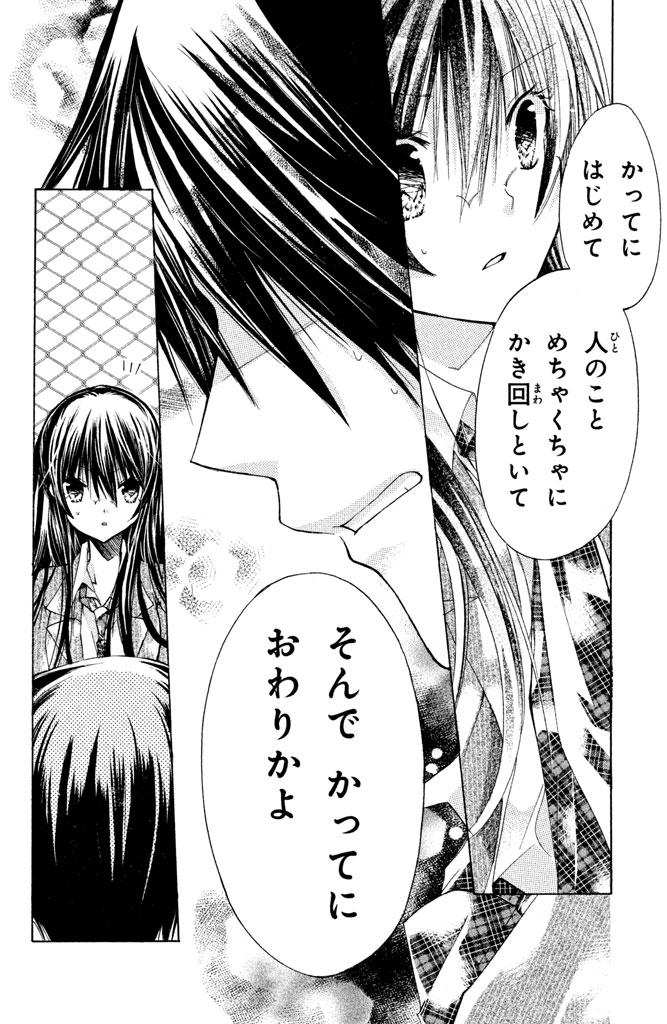 かってに
はじめて
人のこと
めちゃくちゃに
かき回しといて
そんで かってに
おわりかよ